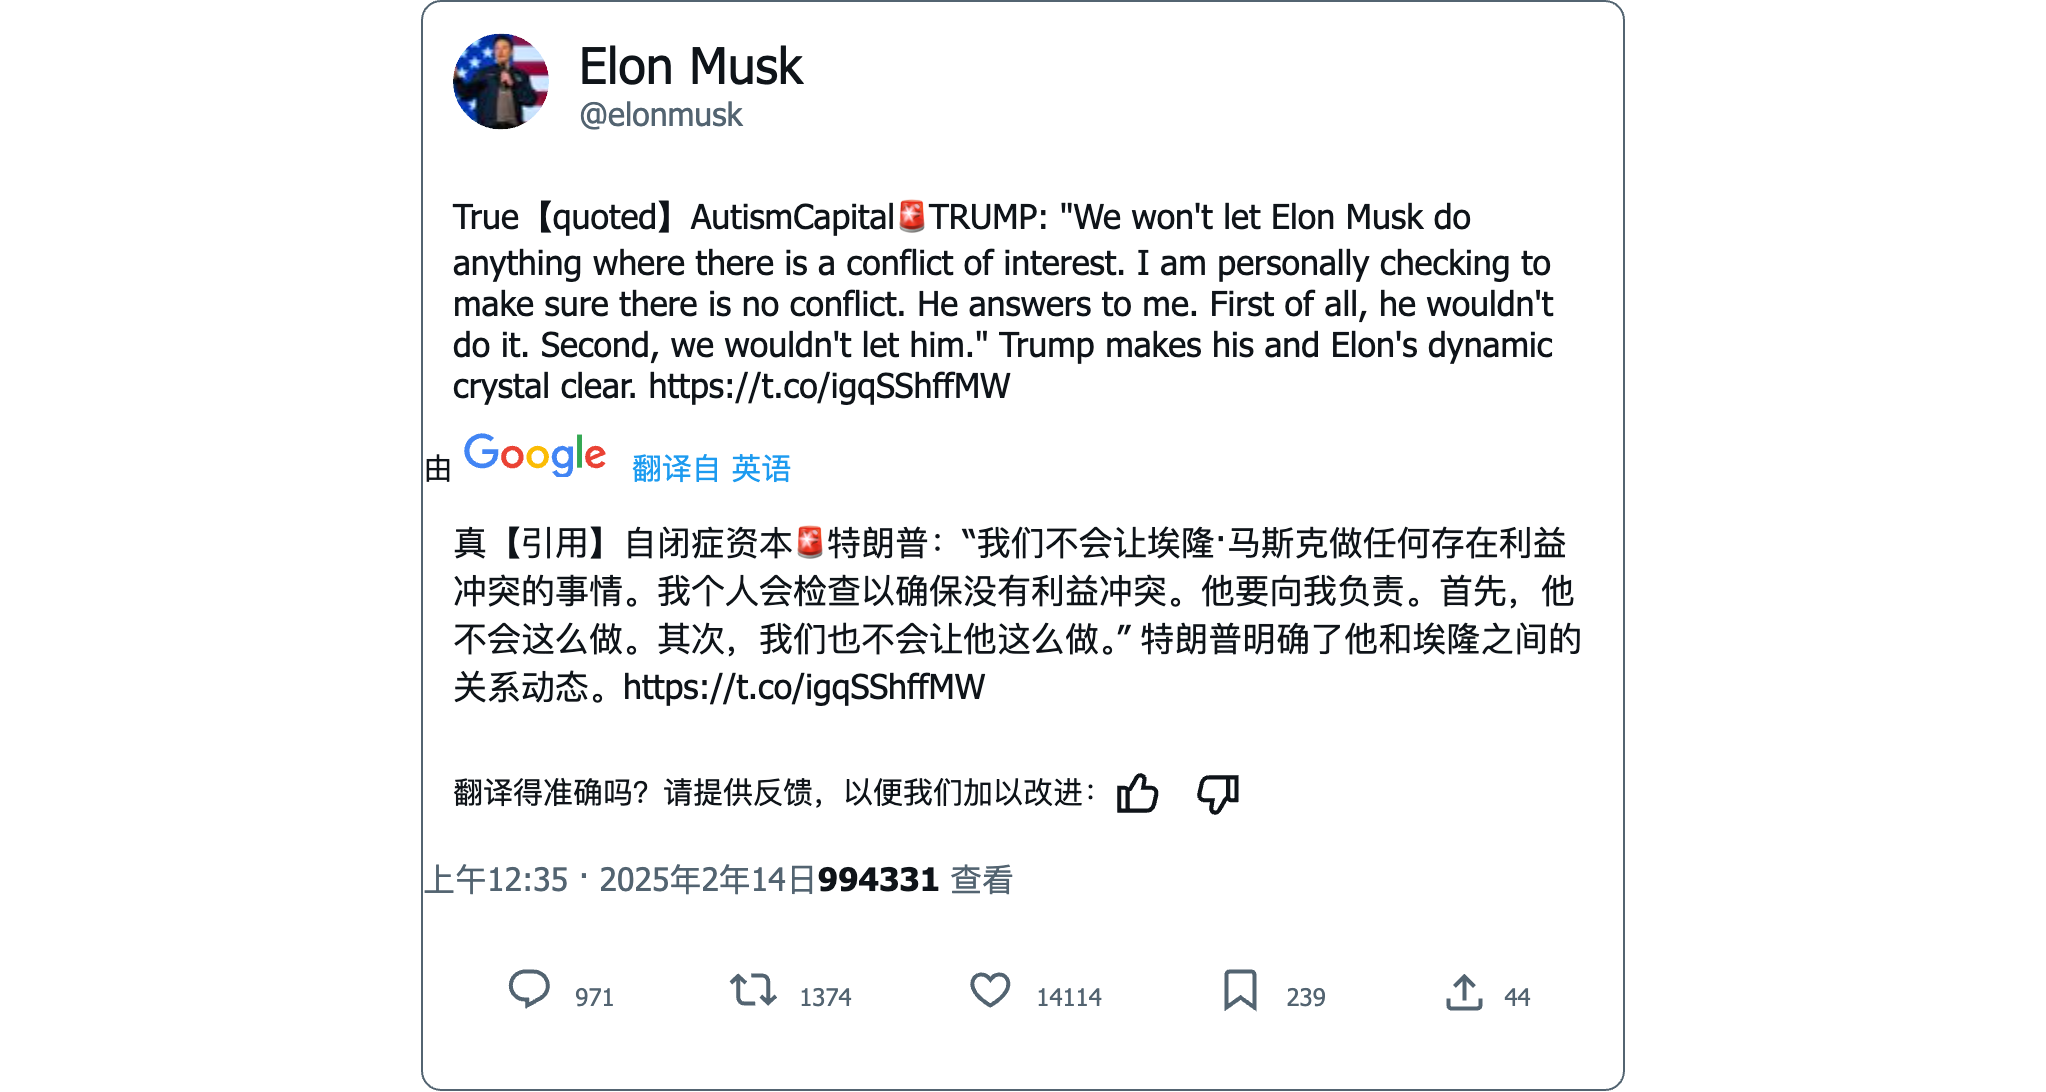 Elon Musk
@elonmusk
True【quoted】AutismCapital🚨TRUMP: "We won't let Elon Musk do
anything where there is a conflict of interest. I am personally checking to
make sure there is no conflict. He answers to me. First of all, he wouldn't
do it. Second, we wouldn't let him." Trump makes his and Elon's dynamic
crystal clear. https://t.co/igqSShffMW
由 Google 翻译自 英语
真【引用】自闭症资本🚨特朗普：“我们不会让埃隆·马斯克做任何存在利益
冲突的事情。我个人会检查以确保没有利益冲突。他要向我负责。首先，他
不会这么做。其次，我们也不会让他这么做。” 特朗普明确了他和埃隆之间的
关系动态。https://t.co/igqSShffMW
翻译得准确吗？请提供反馈，以便我们加以改进：
上午12:35 · 2025年2年14日994331 查看
971 1374 14114 239 44